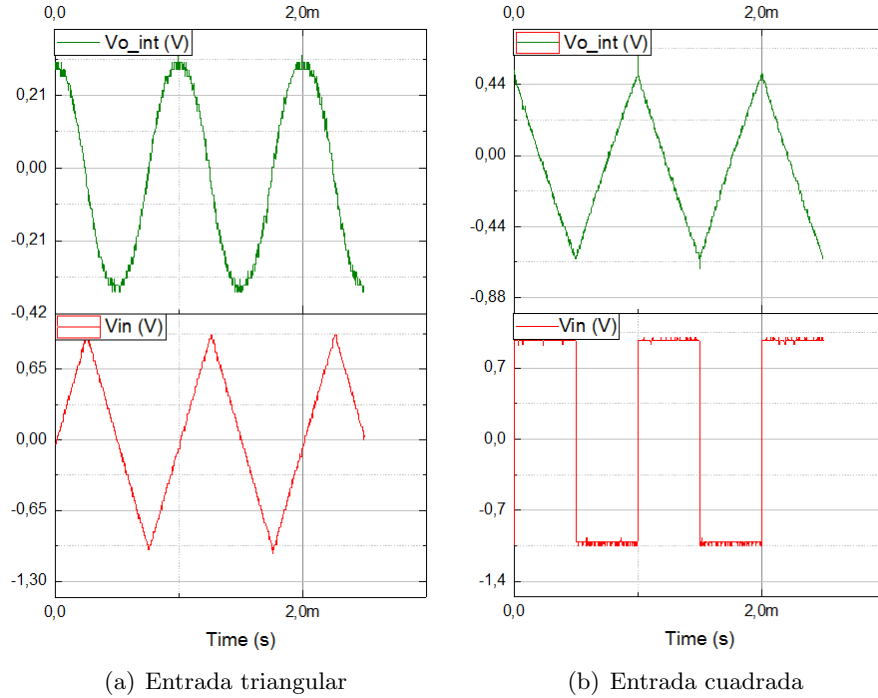 0,0 2,0m
Vo_int (V)
0,21
0,00
-0,21
-0,42
Vin (V)
0,65
0,00
-0,65
-1,30
0,0 2,0m
Time (s)
(a) Entrada triangular
0,0 2,0m
Vo_int (V)
0,44
0,00
-0,44
-0,88
Vin (V)
0,7
0,0
-0,7
-1,4
0,0 2,0m
Time (s)
(b) Entrada cuadrada